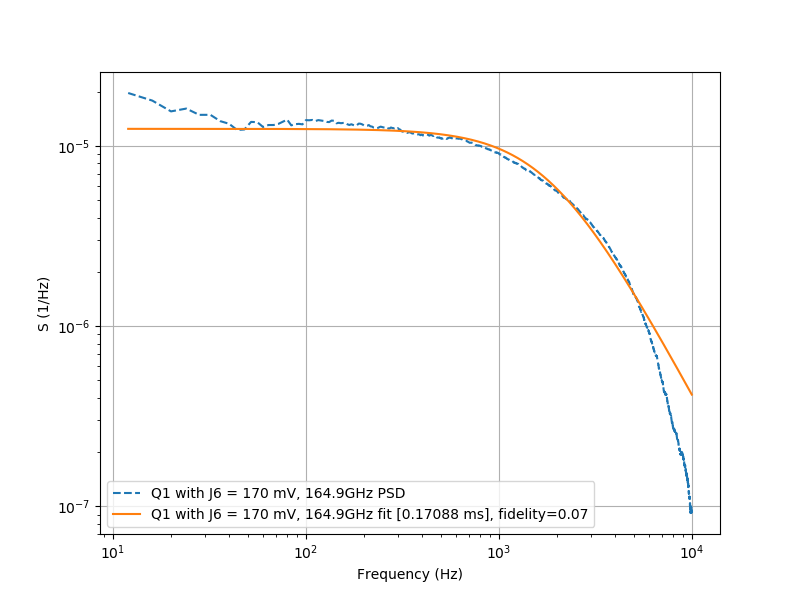 S (1/Hz)
10⁻⁵
10⁻⁶
10⁻⁷
Q1 with J6 = 170 mV, 164.9GHz PSD
Q1 with J6 = 170 mV, 164.9GHz fit [0.17088 ms], fidelity=0.07
10¹ 10² 10³ 10⁴
Frequency (Hz)